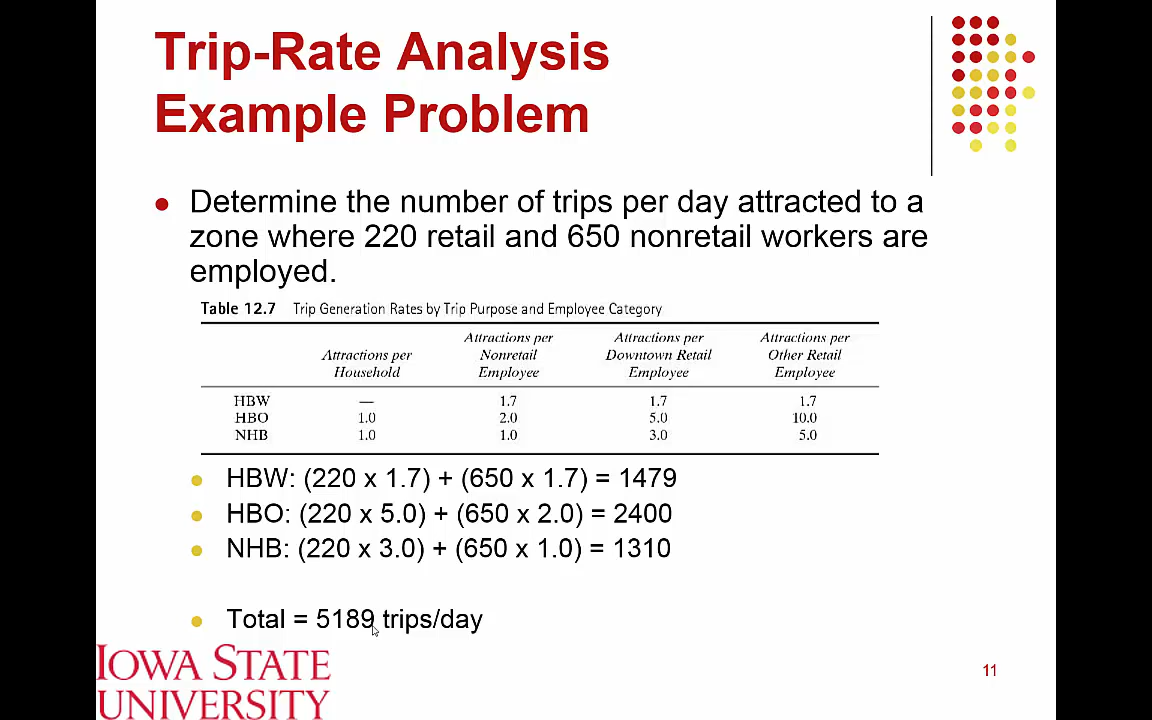 Trip-Rate Analysis
Example Problem
Determine the number of trips per day attracted to a
zone where 220 retail and 650 nonretail workers are
employed.
Table 12.7 Trip Generation Rates by Trip Purpose and Employee Category
Attractions per Household Attractions per Nonretail Employee Attractions per Downtown Retail Employee Attractions per Other Retail Employee
HBW — 1.7 1.7 1.7
HBO 1.0 2.0 5.0 10.0
NHB 1.0 1.0 3.0 5.0
HBW: (220 x 1.7) + (650 x 1.7) = 1479
HBO: (220 x 5.0) + (650 x 2.0) = 2400
NHB: (220 x 3.0) + (650 x 1.0) = 1310
Total = 5189 trips/day
IOWA STATE
UNIVERSITY
11